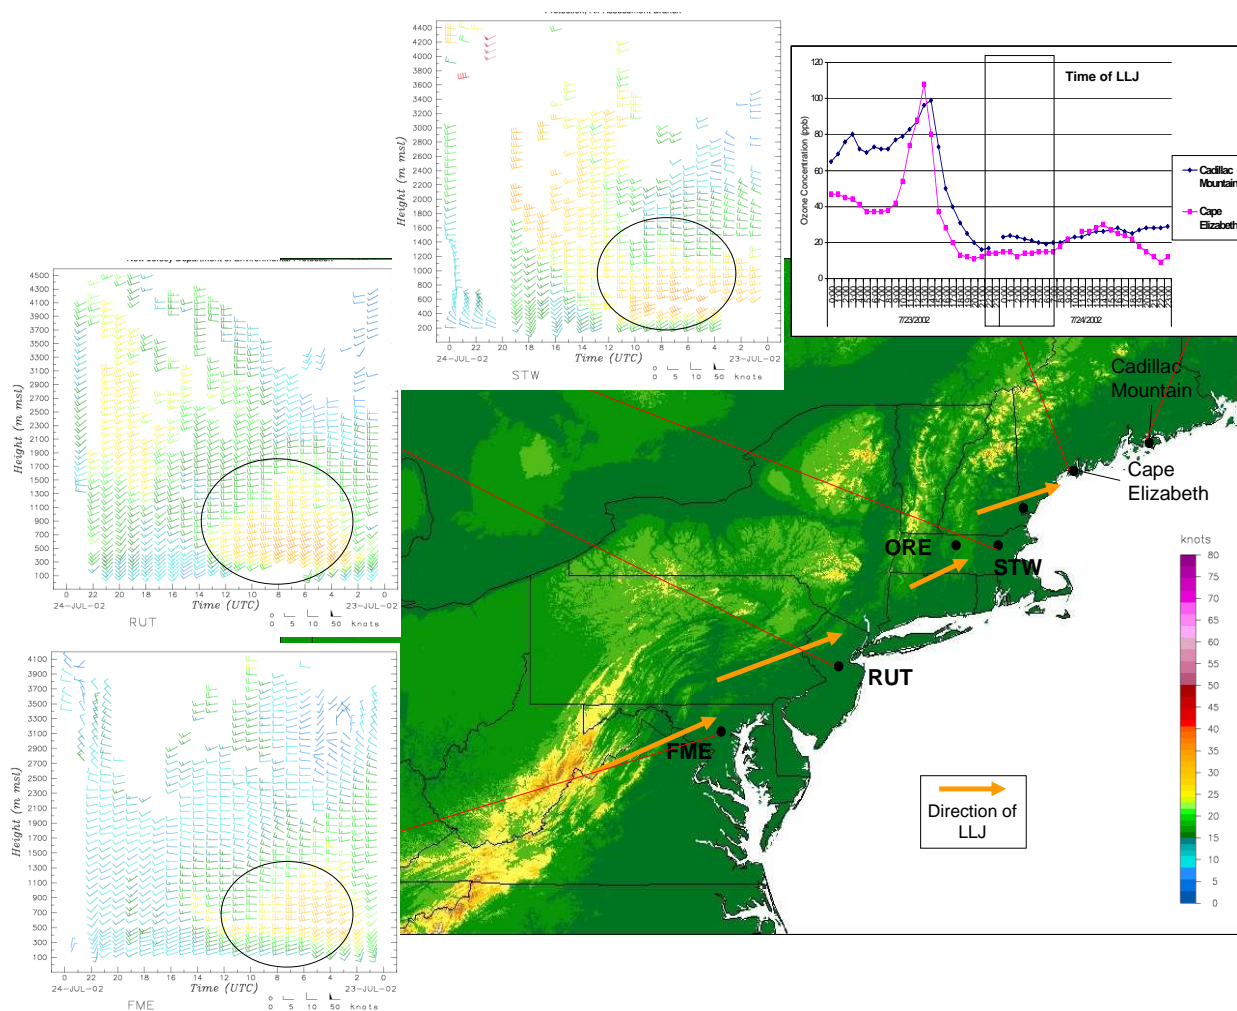 Protection, Air Assessment Branch
Height (m msl)
4400
4200
4000
3800
3600
3400
3200
3000
2800
2600
2400
2200
2000
1800
1600
1400
1200
1000
800
600
400
200
0 22 20 18 16 14 12 10 8 6 4 2 0
24-JUL-02 Time (UTC) 23-JUL-02
STW
0 5 10 50 knots
Time of LLJ
Ozone Concentration (ppb)
120
100
80
60
40
20
0
7/23/2002 7/24/2002
Cadillac
Mountain
Cape
Elizabeth
New Jersey Department of Environmental Protection
Height (m msl)
4500
4300
4100
3900
3700
3500
3300
3100
2900
2700
2500
2300
2100
1900
1700
1500
1300
1100
900
700
500
300
100
0 22 20 18 16 14 12 10 8 6 4 2 0
24-JUL-02 Time (UTC) 23-JUL-02
RUT
0 5 10 50 knots
Height (m msl)
4100
3900
3700
3500
3300
3100
2900
2700
2500
2300
2100
1900
1700
1500
1300
1100
900
700
500
300
100
0 22 20 18 16 14 12 10 8 6 4 2 0
24-JUL-02 Time (UTC) 23-JUL-02
FME
0 5 10 50 knots
Cadillac
Mountain
Cape
Elizabeth
ORE
STW
RUT
FME
Direction of
LLJ
knots
80
75
70
65
60
55
50
45
40
35
30
25
20
15
10
5
0